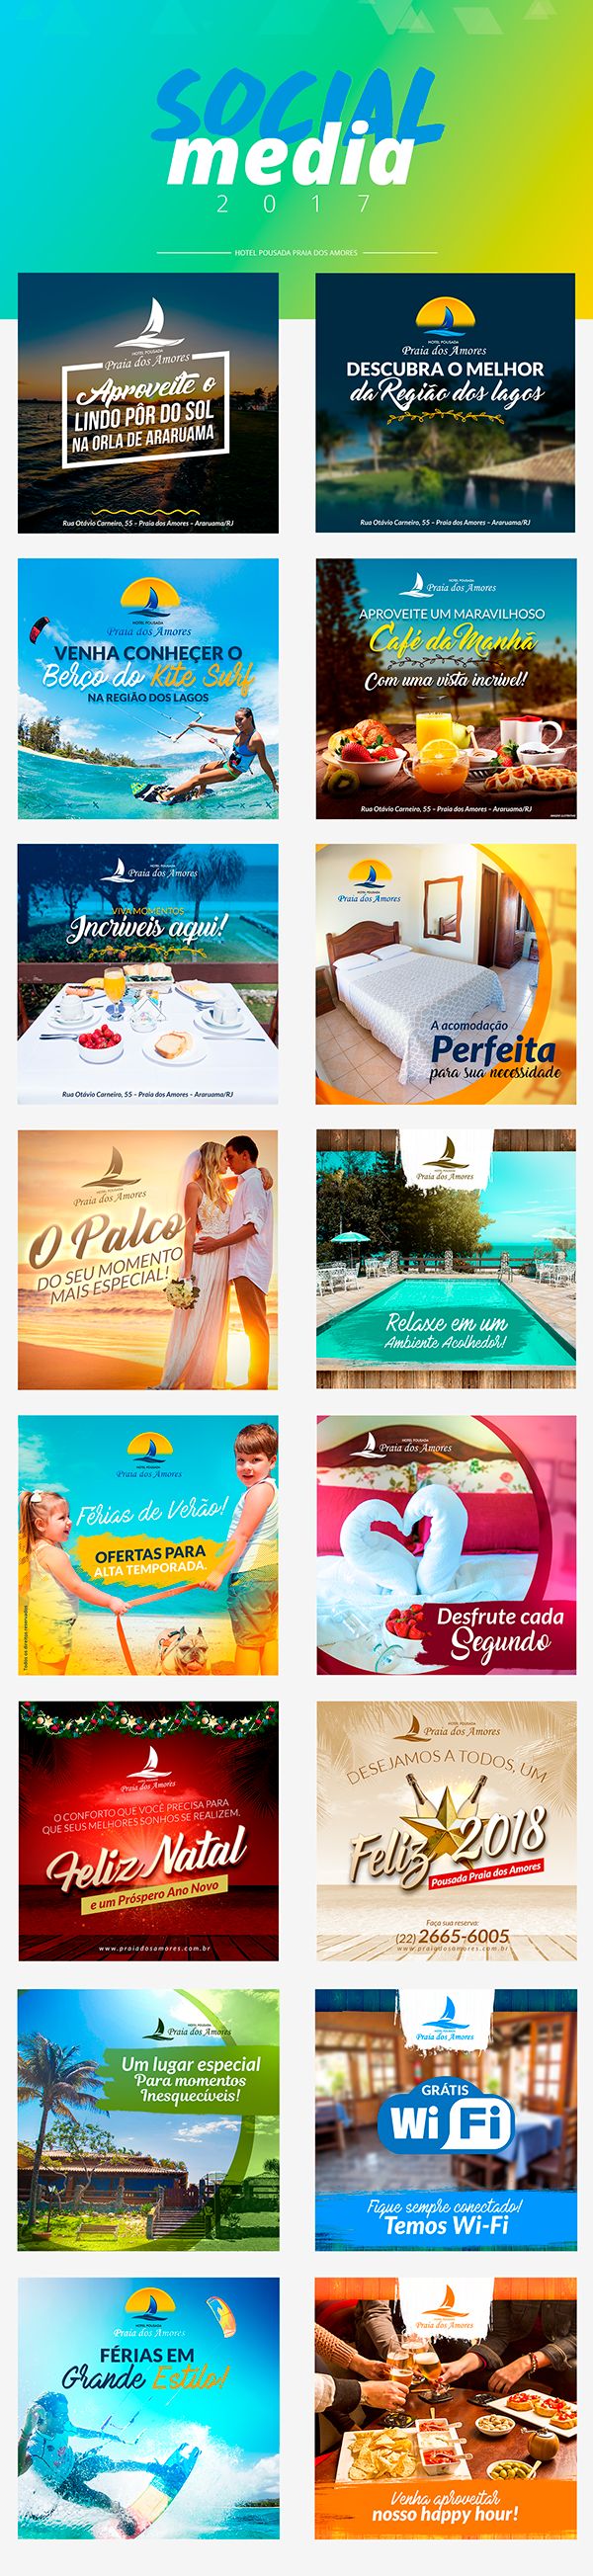 SOCIAL
media
2017
HOTEL POUSADA PRAIA DOS AMORES
HOTEL POUSADA
Praia dos Amores
Aproveite o
LINDO PÔR DO SOL
NA ORLA DE ARARUAMA
Rua Otávio Carneiro, 55 – Praia dos Amores – Araruama/RJ
HOTEL POUSADA
Praia dos Amores
DESCUBRA O MELHOR
da Região dos lagos
Rua Otávio Carneiro, 55 – Praia dos Amores – Araruama/RJ
HOTEL POUSADA
Praia dos Amores
VENHA CONHEÇER O
Berço do Kite Surf
NA REGIÃO DOS LAGOS
HOTEL POUSADA
Praia dos Amores
APROVEITE UM MARAVILHOSO
Café da Manhã
Com uma vista incrível!
Rua Otávio Carneiro, 55 – Praia dos Amores – Araruama/RJ
HOTEL POUSADA
Praia dos Amores
VIVA MOMENTOS
Incríveis aqui!
Rua Otávio Carneiro, 55 – Praia dos Amores – Araruama/RJ
HOTEL POUSADA
Praia dos Amores
A acomodação
Perfeita
para sua necessidade
HOTEL POUSADA
Praia dos Amores
O Palco
DO SEU MOMENTO
MAIS ESPECIAL!
HOTEL POUSADA
Praia dos Amores
Relaxe em um
Ambiente Acolhedor!
HOTEL POUSADA
Praia dos Amores
Férias de Verão!
OFERTAS PARA
ALTA TEMPORADA.
Todos os direitos reservados
HOTEL POUSADA
Praia dos Amores
Desfrute cada
Segundo
HOTEL POUSADA
Praia dos Amores
O CONFORTO QUE VOCÊ PRECISA PARA
QUE SEUS MELHORES SONHOS SE REALIZEM.
Feliz Natal
e um Próspero Ano Novo
www.praiadosamores.com.br
HOTEL POUSADA
Praia dos Amores
DESEJAMOS A TODOS, UM
Feliz 2018
Pousada Praia dos Amores
Faça sua reserva:
(22) 2665-6005
www.praiadosamores.com.br
HOTEL POUSADA
Praia dos Amores
Um lugar especial
Para momentos
Inesquecíveis!
HOTEL POUSADA
Praia dos Amores
GRÁTIS
Wi Fi
Fique sempre conectado!
Temos Wi-Fi
HOTEL POUSADA
Praia dos Amores
FÉRIAS EM
Grande Estilo!
HOTEL POUSADA
Praia dos Amores
Venha aproveitar
nosso happy hour!